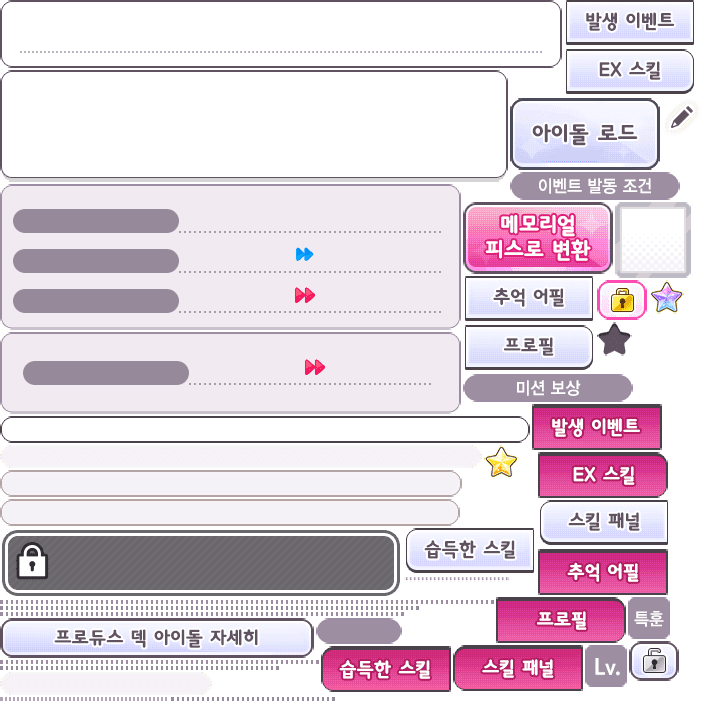 발생 이벤트
EX 스킬
아이돌 로드
이벤트 발동 조건
메모리얼
피스로 변환
추억 어필
프로필
미션 보상
발생 이벤트
EX 스킬
스킬 패널
습득한 스킬
추억 어필
프로필
특훈
프로듀스 덱 아이돌 자세히
습득한 스킬
스킬 패널
Lv.